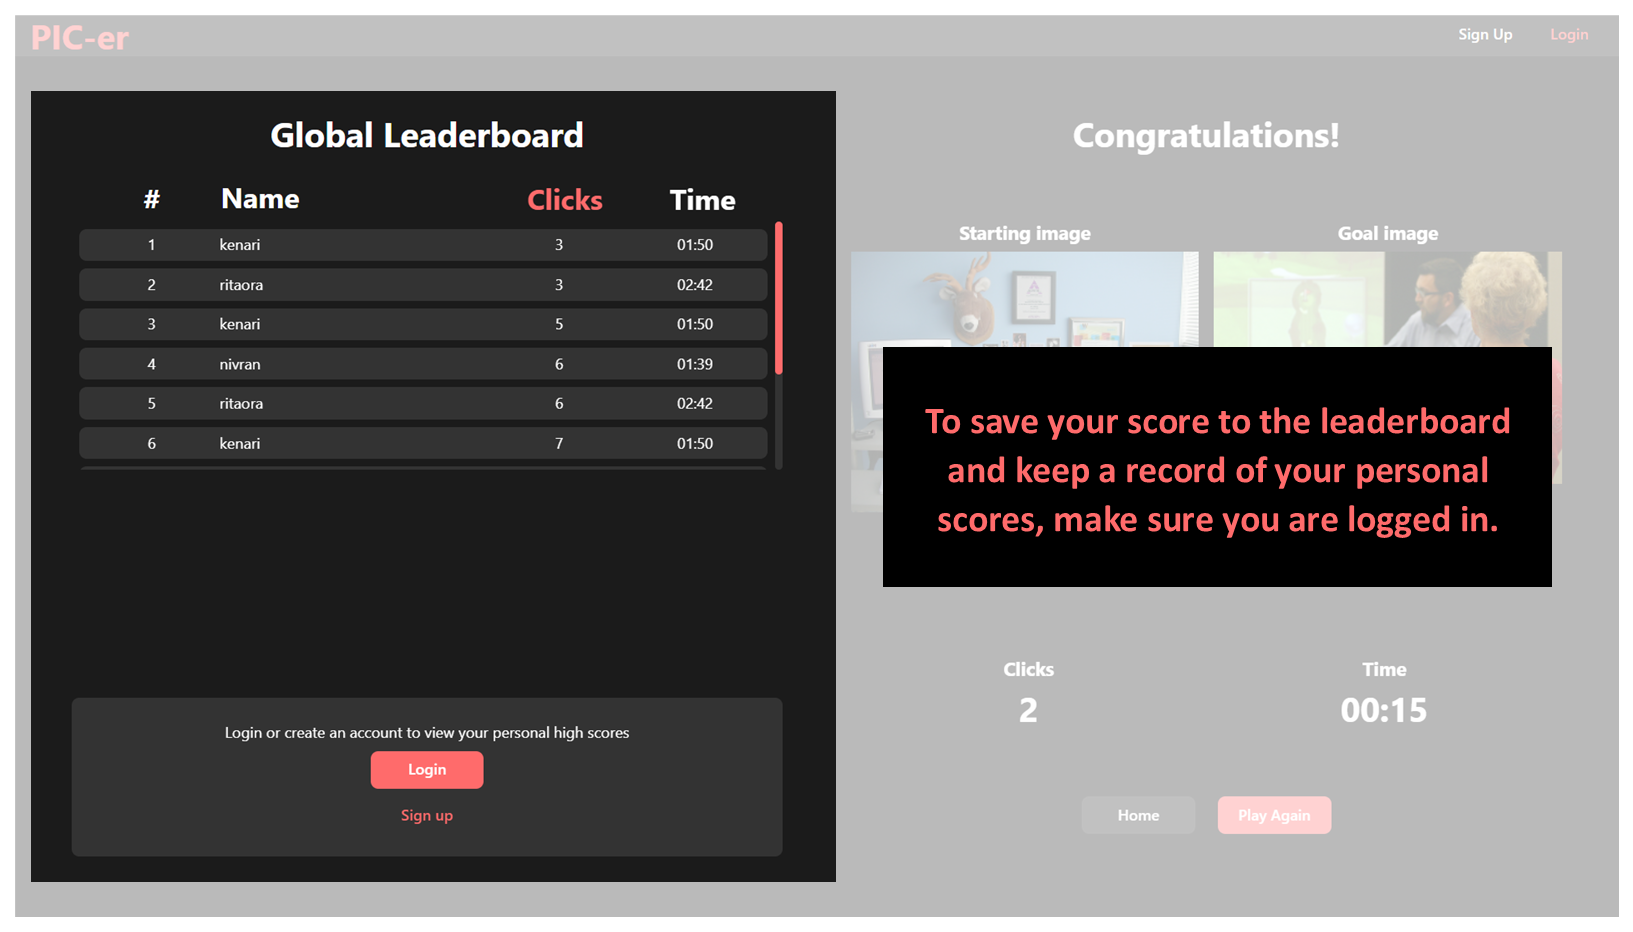 PIC-er
Sign Up
Login
Global Leaderboard
# Name Clicks Time
1 kenari 3 01:50
2 ritaora 3 02:42
3 kenari 5 01:50
4 nivran 6 01:39
5 ritaora 6 02:42
6 kenari 7 01:50
Login or create an account to view your personal high scores
Login
Sign up
Congratulations!
Starting image
Goal image
To save your score to the leaderboard
and keep a record of your personal
scores, make sure you are logged in.
Clicks
2
Time
00:15
Home
Play Again